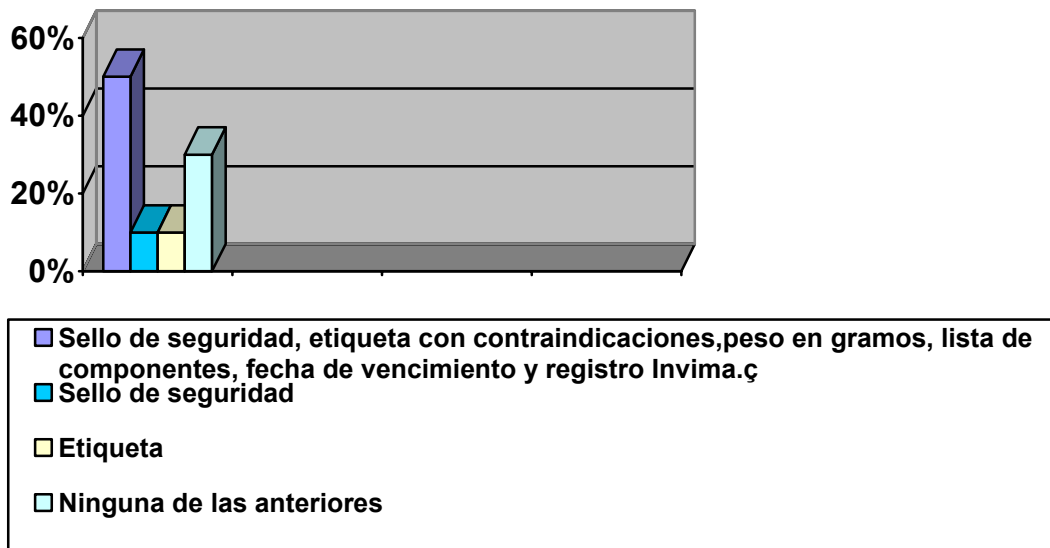 60%
40%
20%
0%
Sello de seguridad, etiqueta con contraindicaciones,peso en gramos, lista de
componentes, fecha de vencimiento y registro Invima.ç
Sello de seguridad
Etiqueta
Ninguna de las anteriores